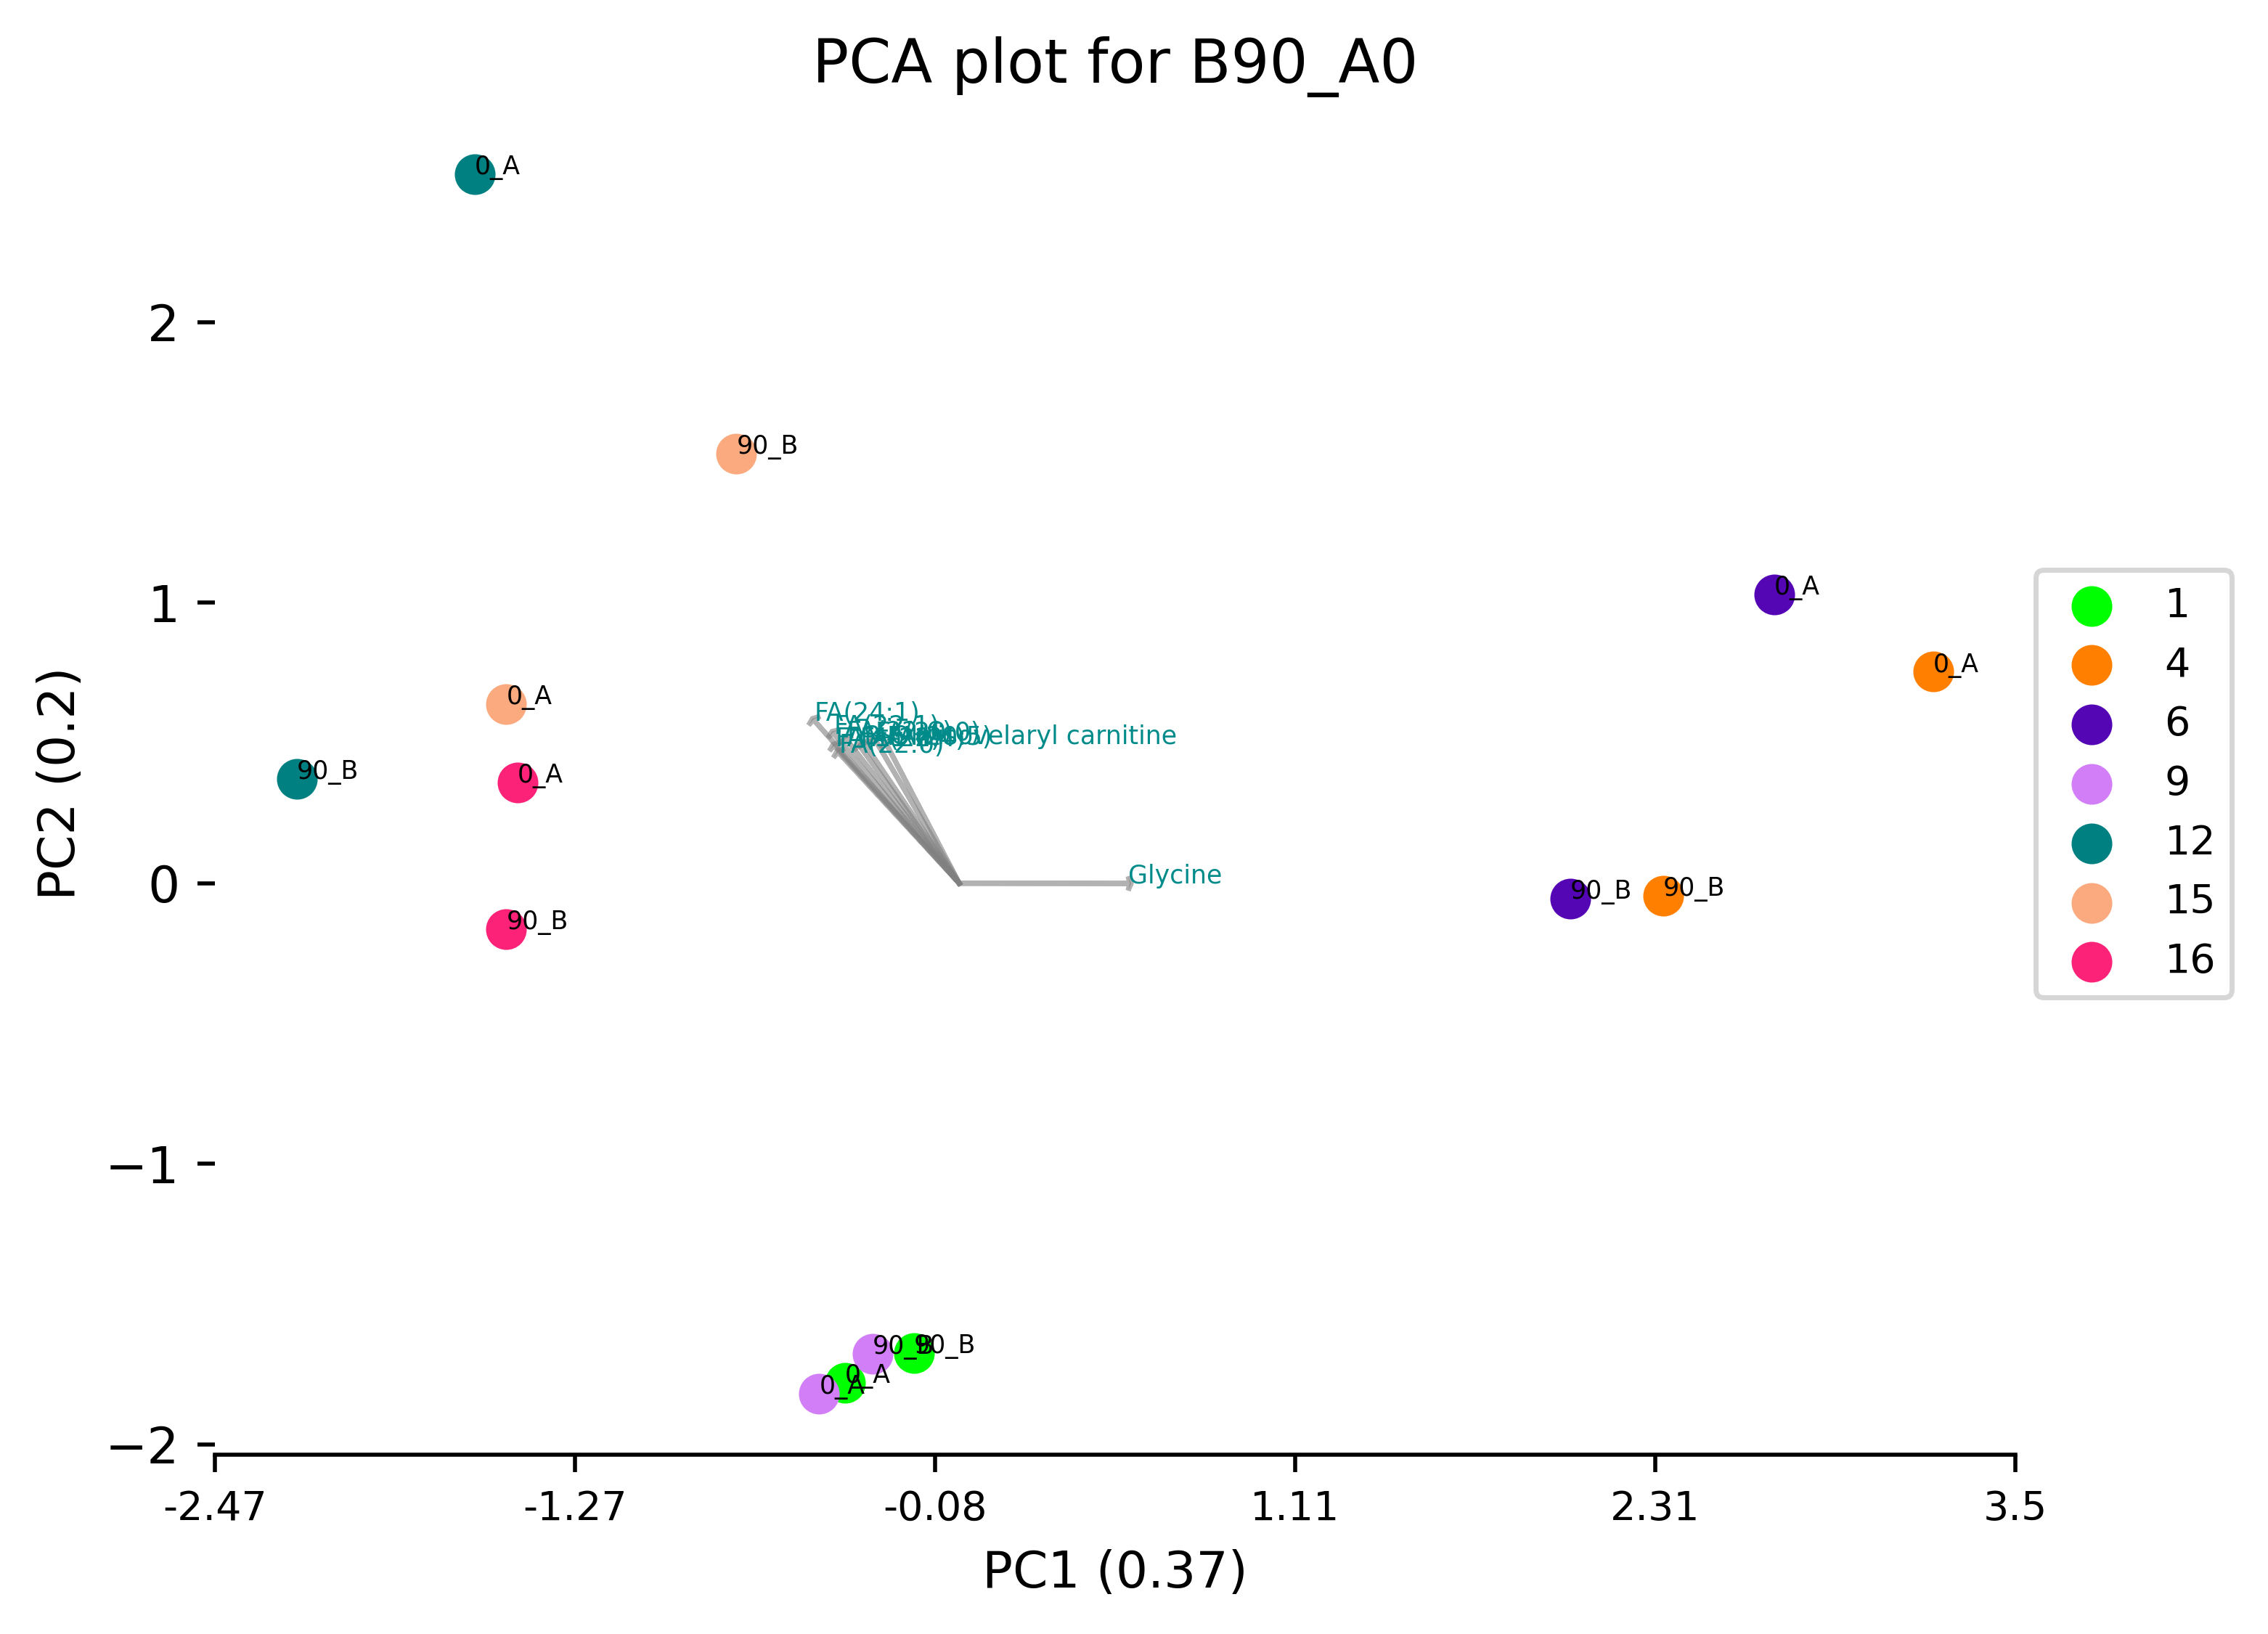 PCA plot for B90_A0
0_A
2
90_B
1
0_A
0_A
0_A
FA(24:1)
90_B
0_A
PC2 (0.2)
0
Glycine
90_B
90_B
90_B
−1
90_B
90_B
0_A
0_A
−2
-2.47
-1.27
-0.08
1.11
2.31
3.5
PC1 (0.37)
1
4
6
9
12
15
16